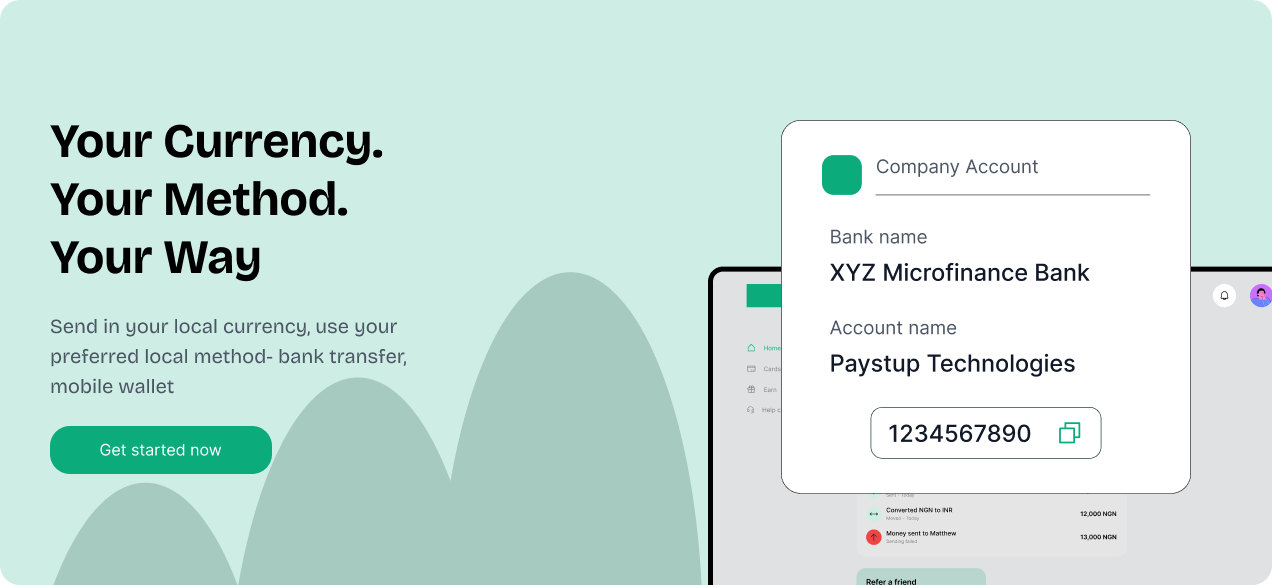 Your Currency.
Your Method.
Your Way
Send in your local currency, use your
preferred local method- bank transfer,
mobile wallet
Get started now
Company Account
Bank name
XYZ Microfinance Bank
Account name
Paystup Technologies
1234567890
Home
Cards
Earn
Help c
Sent - Today
Converted NGN to INR
12,000 NGN
Moved - Today
Money sent to Matthew
13,000 NGN
Sending failed
Refer a friend